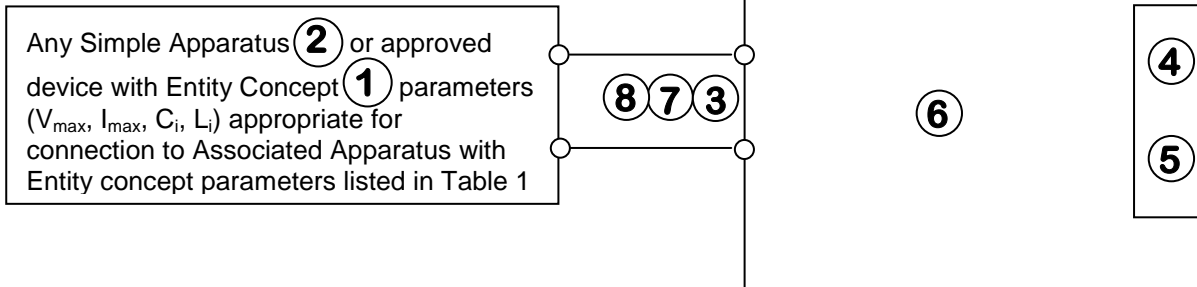 Any Simple Apparatus 2 or approved
device with Entity Concept 1 parameters
(Vmax, Imax, Ci, Li) appropriate for
connection to Associated Apparatus with
Entity concept parameters listed in Table 1
8 7 3
6
4
5